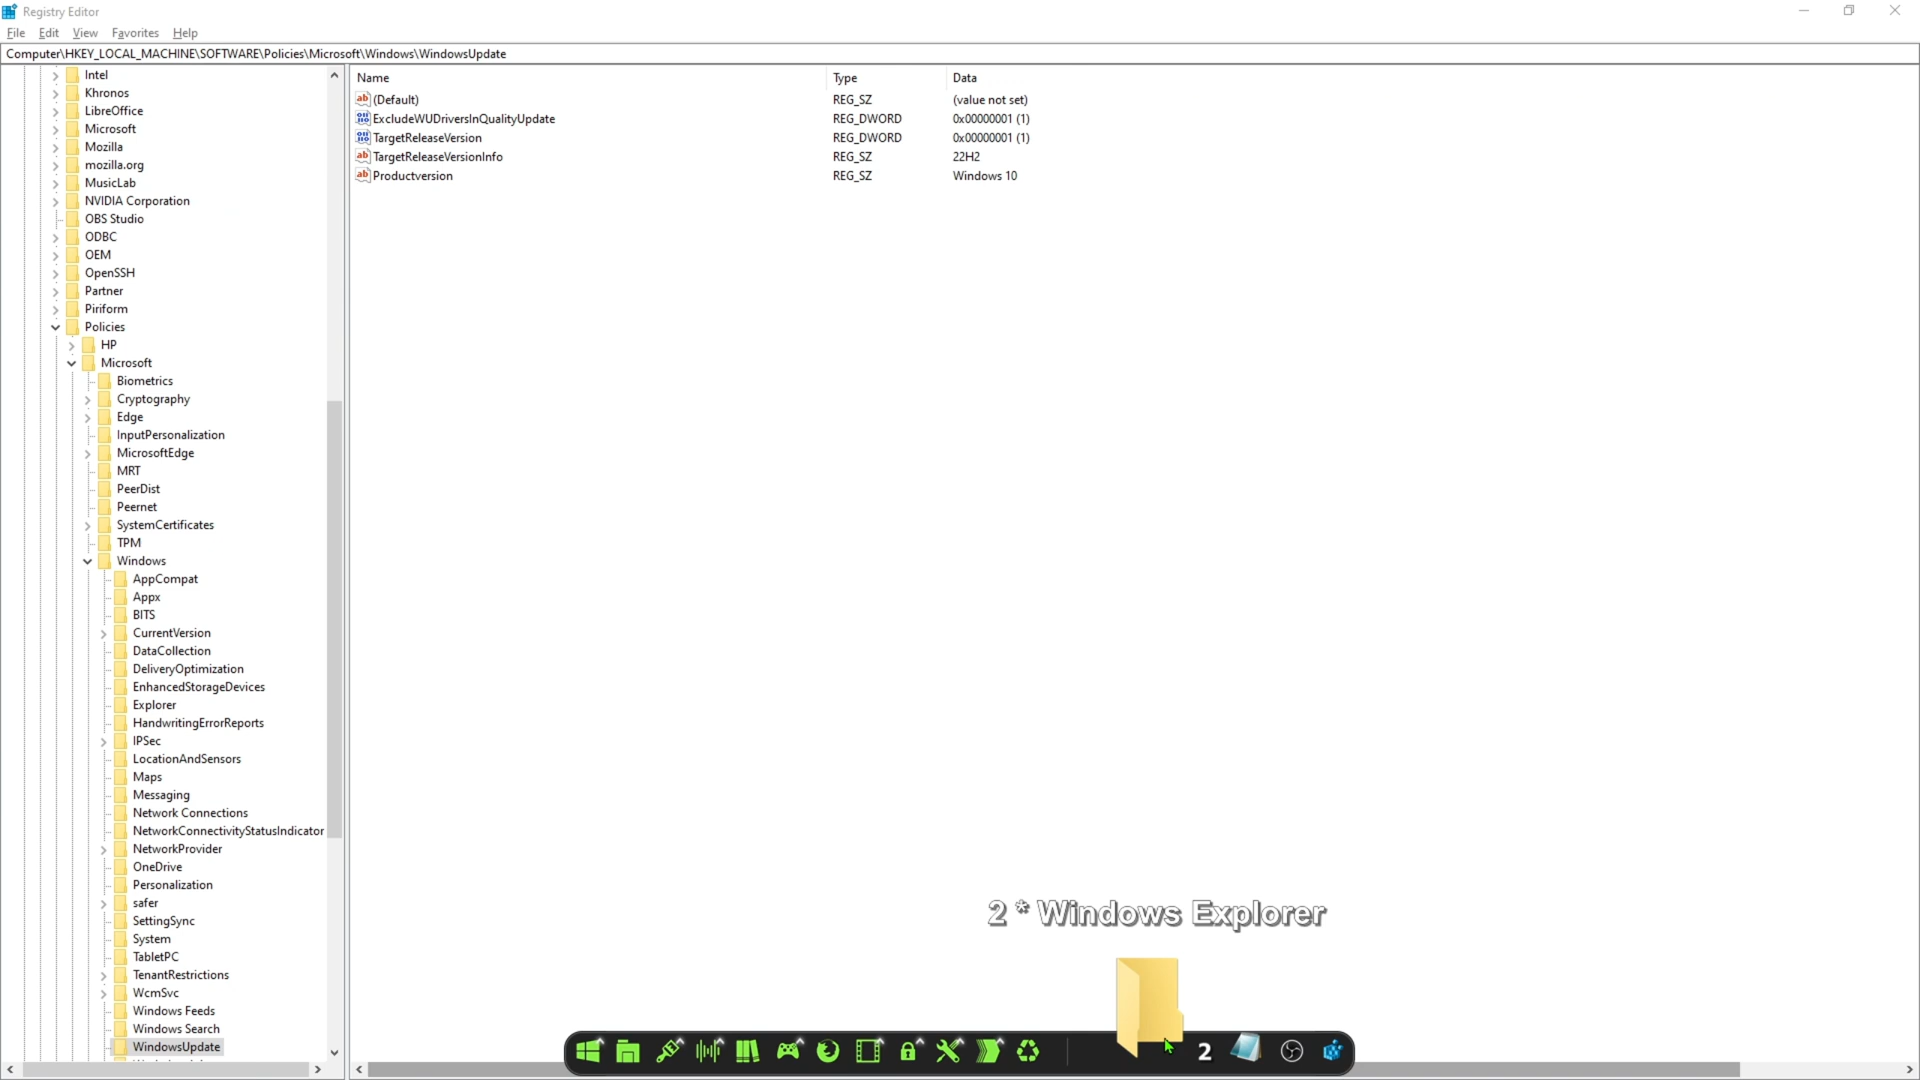 Registry Editor
File Edit View Favorites Help
Computer\HKEY_LOCAL_MACHINE\SOFTWARE\Policies\Microsoft\Windows\WindowsUpdate
Intel
Khronos
LibreOffice
Microsoft
Mozilla
mozilla.org
MusicLab
NVIDIA Corporation
OBS Studio
ODBC
OEM
OpenSSH
Partner
Piriform
Policies
HP
Microsoft
Biometrics
Cryptography
Edge
InputPersonalization
MicrosoftEdge
MRT
PeerDist
Peernet
SystemCertificates
TPM
Windows
AppCompat
Appx
BITS
CurrentVersion
DataCollection
DeliveryOptimization
EnhancedStorageDevices
Explorer
HandwritingErrorReports
IPSec
LocationAndSensors
Maps
Messaging
Network Connections
NetworkConnectivityStatusIndicator
NetworkProvider
OneDrive
Personalization
safer
SettingSync
System
TabletPC
TenantRestrictions
WcmSvc
Windows Feeds
Windows Search
WindowsUpdate
Name Type Data
(Default) REG_SZ (value not set)
ExcludeWUDriversInQualityUpdate REG_DWORD 0x00000001 (1)
TargetReleaseVersion REG_DWORD 0x00000001 (1)
TargetReleaseVersionInfo REG_SZ 22H2
Productversion REG_SZ Windows 10
2 * Windows Explorer
2